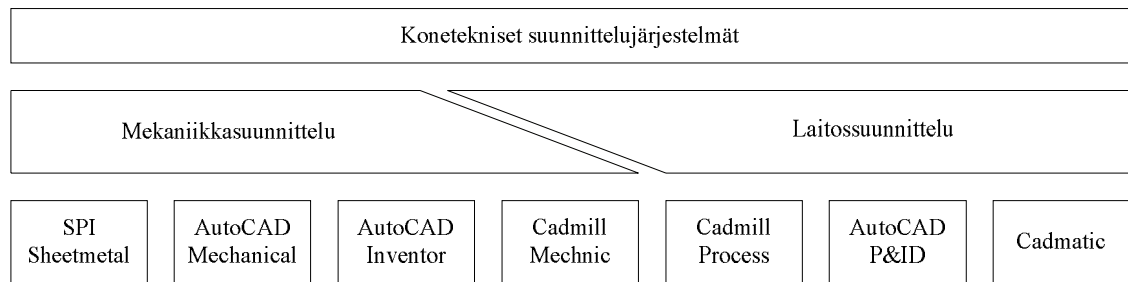 Konetekniset suunnittelujärjestelmät
Mekaniikkasuunnittelu
Laitossuunnittelu
SPI
Sheetmetal
AutoCAD
Mechanical
AutoCAD
Inventor
Cadmill
Mechnic
Cadmill
Process
AutoCAD
P&ID
Cadmatic